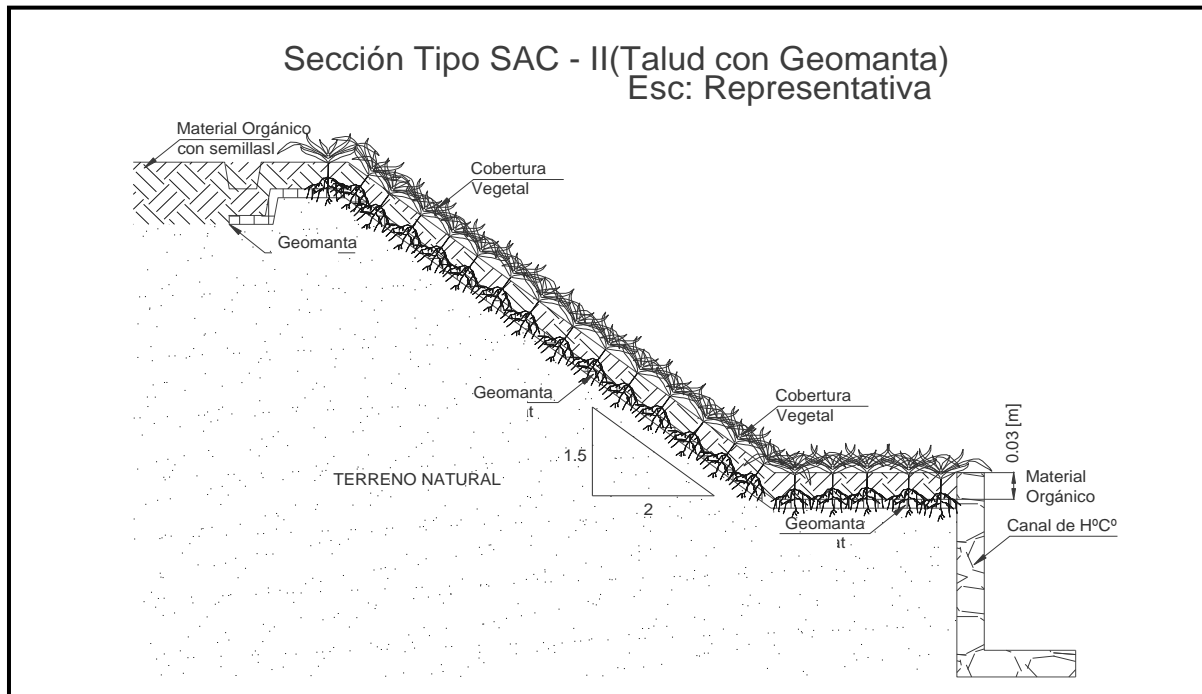 Sección Tipo SAC - II(Talud con Geomanta)
Esc: Representativa
Material Orgánico
con semillasl
Cobertura
Vegetal
Geomanta
Geomanta
Cobertura
Vegetal
0.03 [m]
1.5
TERRENO NATURAL
2
Material
Orgánico
Geomanta
Canal de HºCº